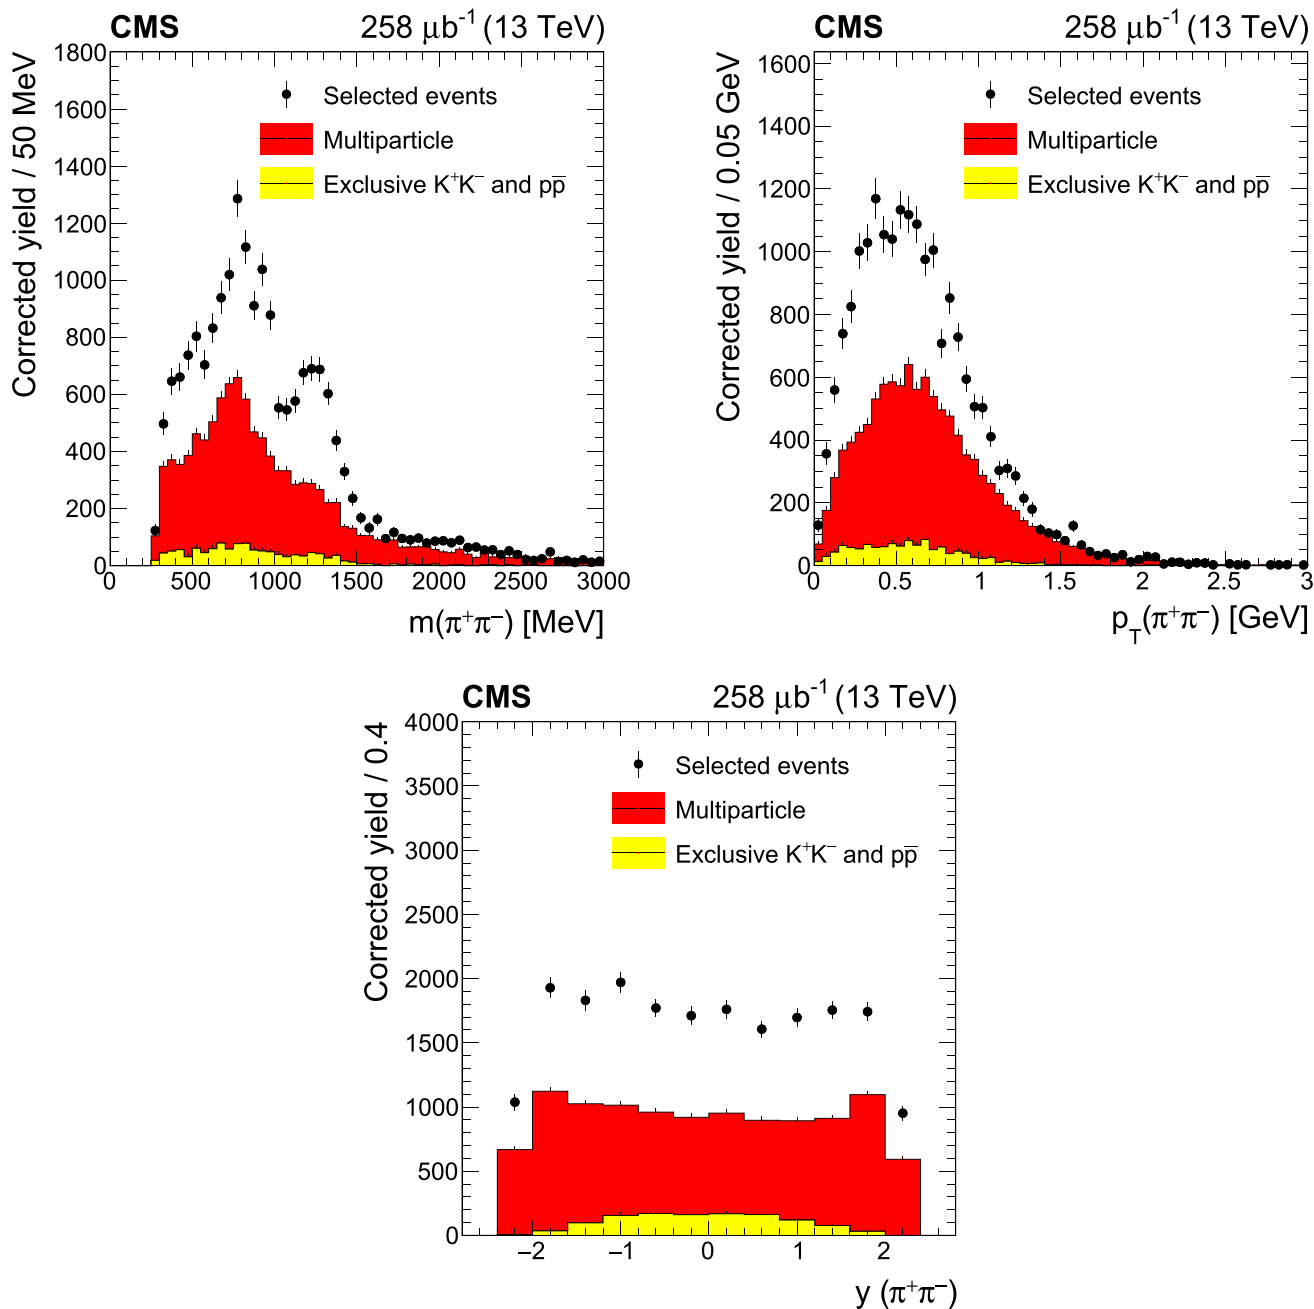 CMS 258 μb⁻¹ (13 TeV)
Corrected yield / 50 MeV
1800
1600
1400
1200
1000
800
600
400
200
0
Selected events
Multiparticle
Exclusive K⁺K⁻ and pp̅
0 500 1000 1500 2000 2500 3000
m(π⁺π⁻) [MeV]
CMS 258 μb⁻¹ (13 TeV)
Corrected yield / 0.05 GeV
1600
1400
1200
1000
800
600
400
200
0
Selected events
Multiparticle
Exclusive K⁺K⁻ and pp̅
0 0.5 1 1.5 2 2.5 3
p_T(π⁺π⁻) [GeV]
CMS 258 μb⁻¹ (13 TeV)
Corrected yield / 0.4
4000
3500
3000
2500
2000
1500
1000
500
0
Selected events
Multiparticle
Exclusive K⁺K⁻ and pp̅
−2 −1 0 1 2
y (π⁺π⁻)